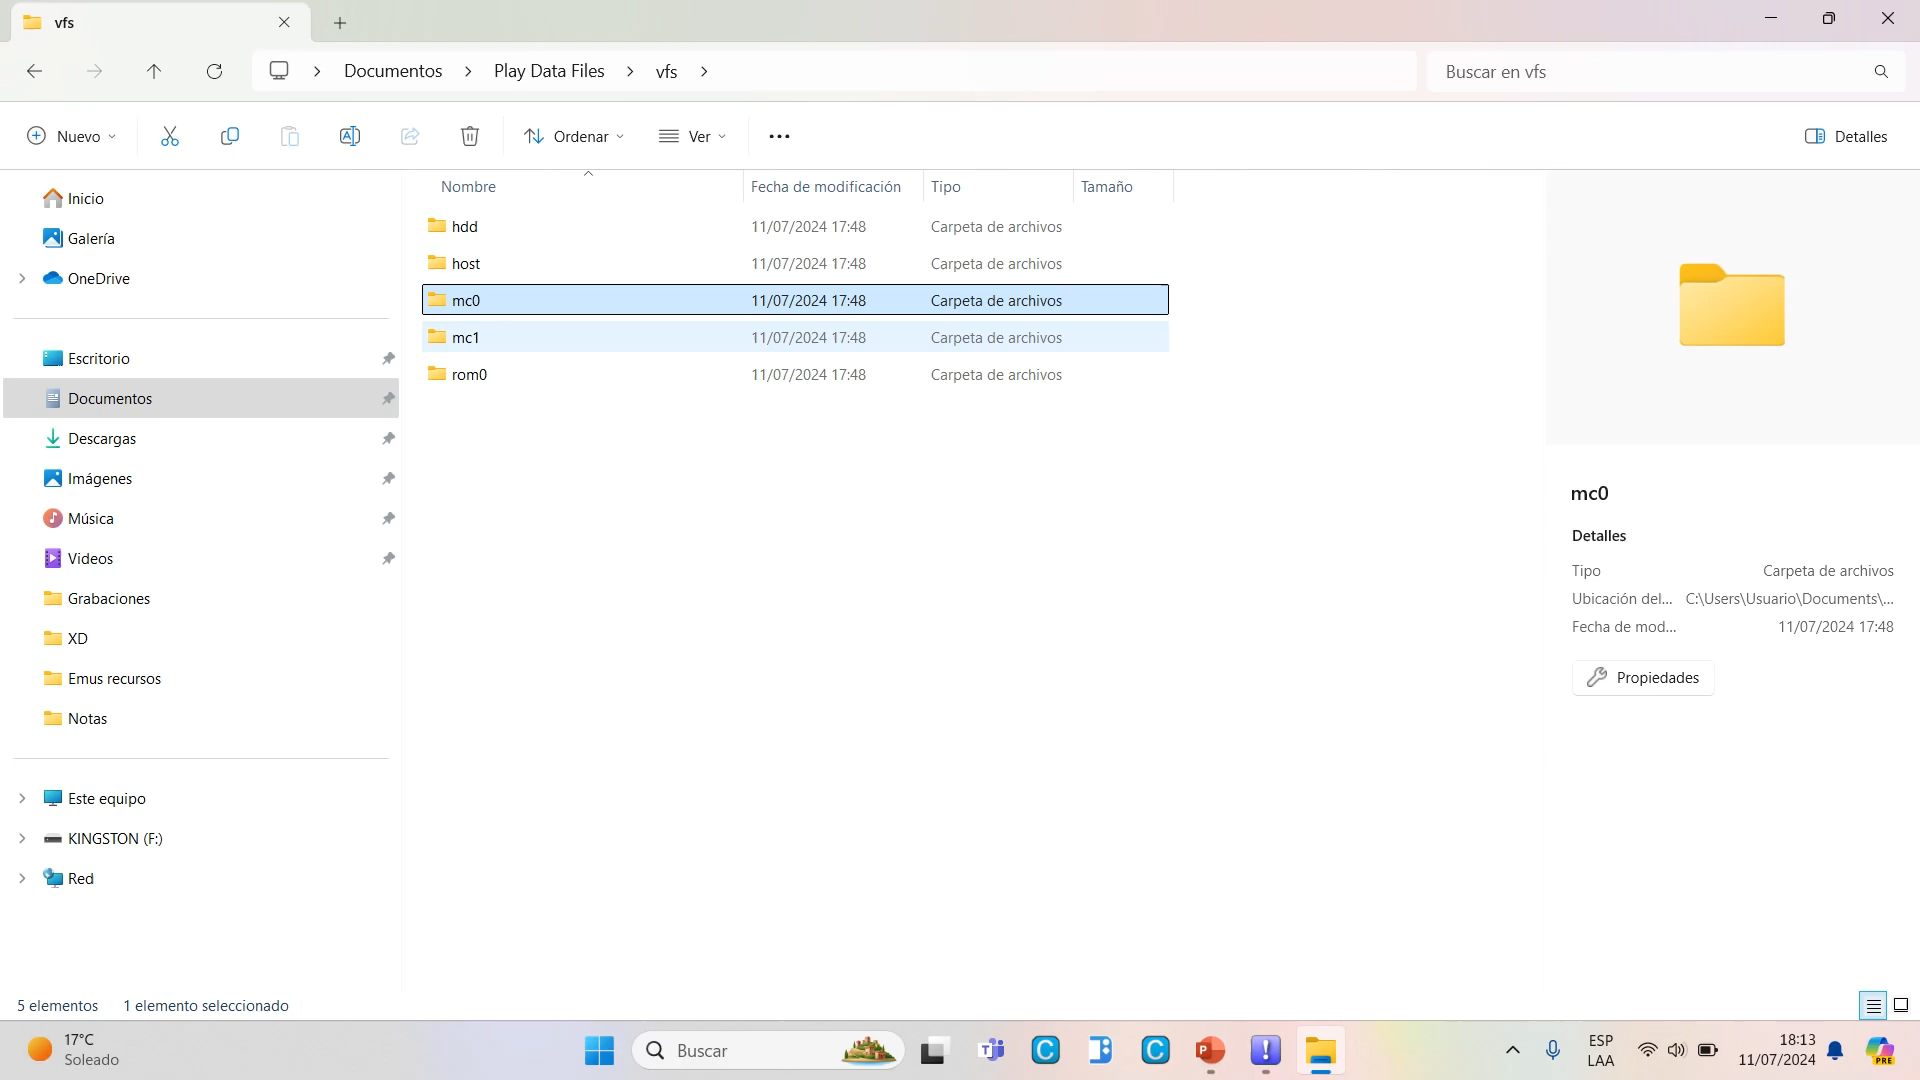 vfs
Documentos
Play Data Files
vfs
Buscar en vfs
Nuevo
Ordenar
Ver
Detalles
Inicio
Galería
OneDrive
Escritorio
Documentos
Descargas
Imágenes
Música
Videos
Grabaciones
XD
Emus recursos
Notas
Este equipo
KINGSTON (F:)
Red
Nombre
Fecha de modificación
Tipo
Tamaño
hdd 11/07/2024 17:48 Carpeta de archivos
host 11/07/2024 17:48 Carpeta de archivos
mc0 11/07/2024 17:48 Carpeta de archivos
mc1 11/07/2024 17:48 Carpeta de archivos
rom0 11/07/2024 17:48 Carpeta de archivos
mc0
Detalles
Tipo Carpeta de archivos
Ubicación del... C:\Users\Usuario\Documents\...
Fecha de mod... 11/07/2024 17:48
Propiedades
5 elementos 1 elemento seleccionado
17°C
Soleado
Buscar
ESP
LAA
18:13
11/07/2024
PRE